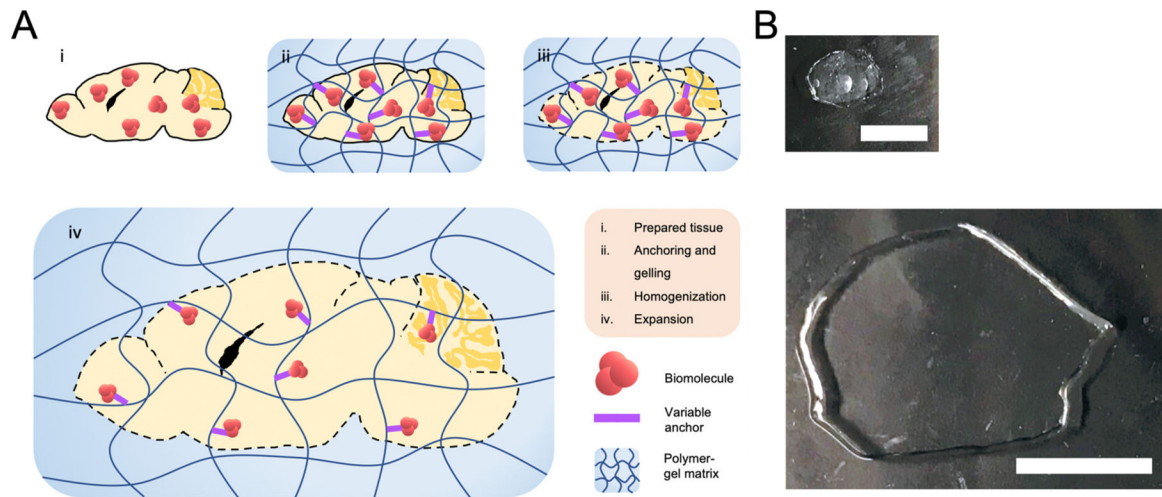 A
B
i
ii
iii
iv
i. Prepared tissue
ii. Anchoring and
gelling
iii. Homogenization
iv. Expansion
Biomolecule
Variable
anchor
Polymer-
gel matrix